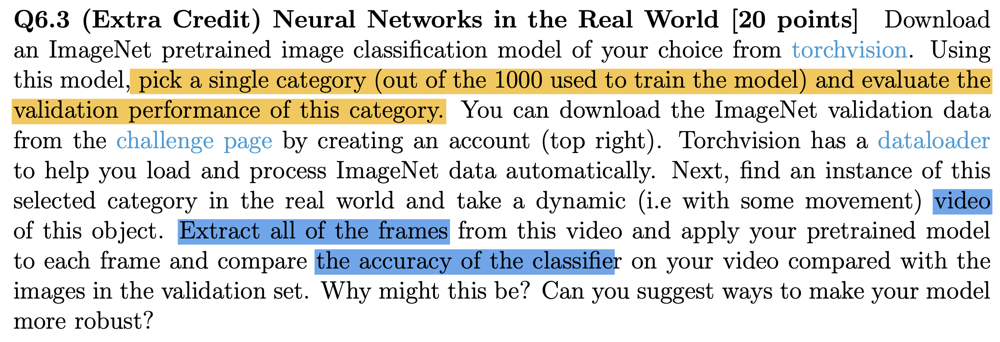 Q6.3 (Extra Credit) Neural Networks in the Real World [20 points] Download
an ImageNet pretrained image classification model of your choice from torchvision. Using
this model, pick a single category (out of the 1000 used to train the model) and evaluate the
validation performance of this category. You can download the ImageNet validation data
from the challenge page by creating an account (top right). Torchvision has a dataloader
to help you load and process ImageNet data automatically. Next, find an instance of this
selected category in the real world and take a dynamic (i.e with some movement) video
of this object. Extract all of the frames from this video and apply your pretrained model
to each frame and compare the accuracy of the classifier on your video compared with the
images in the validation set. Why might this be? Can you suggest ways to make your model
more robust?